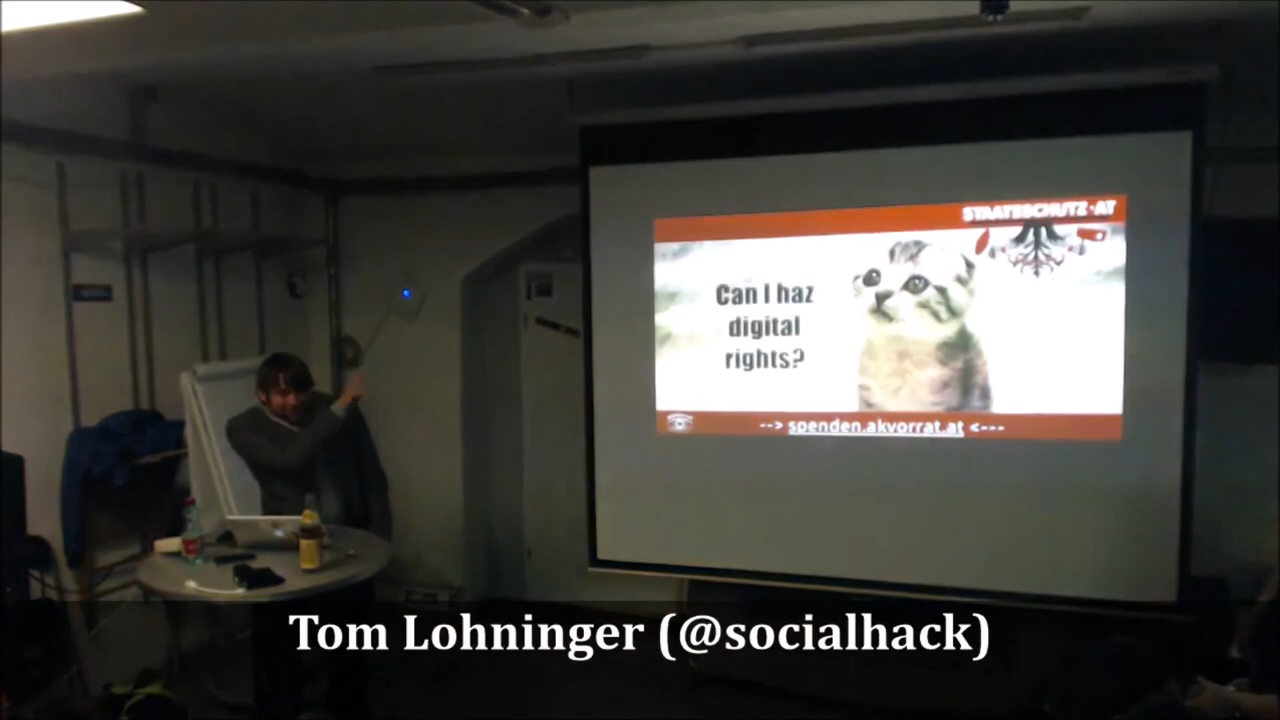 STAATSSCHUTZ·AT
Can I haz
digital
rights?
--> spenden.akvorrat.at <---
Tom Lohninger (@socialhack)